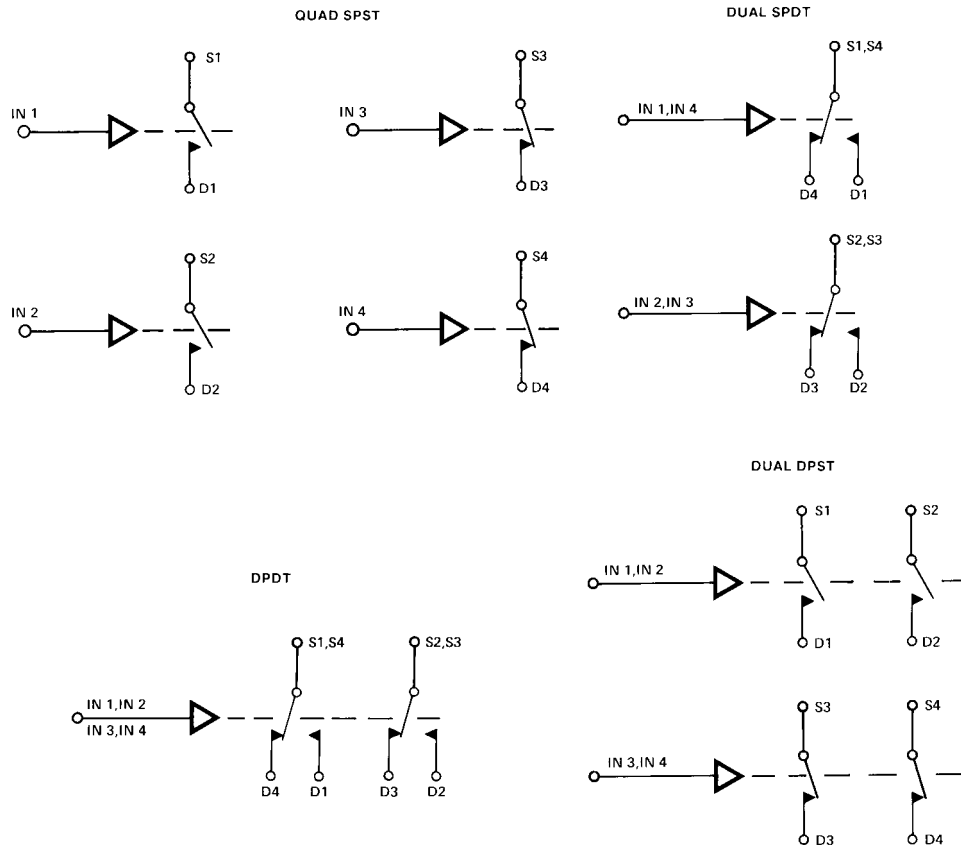 QUAD SPST
S1
IN 1
D1
S3
IN 3
D3
S2
IN 2
D2
S4
IN 4
D4
DUAL SPDT
S1,S4
IN 1,IN 4
D4
D1
S2,S3
IN 2,IN 3
D3
D2
DPDT
S1,S4
S2,S3
IN 1,IN 2
IN 3,IN 4
D4
D1
D3
D2
DUAL DPST
S1
S2
IN 1,IN 2
D1
D2
S3
S4
IN 3,IN 4
D3
D4